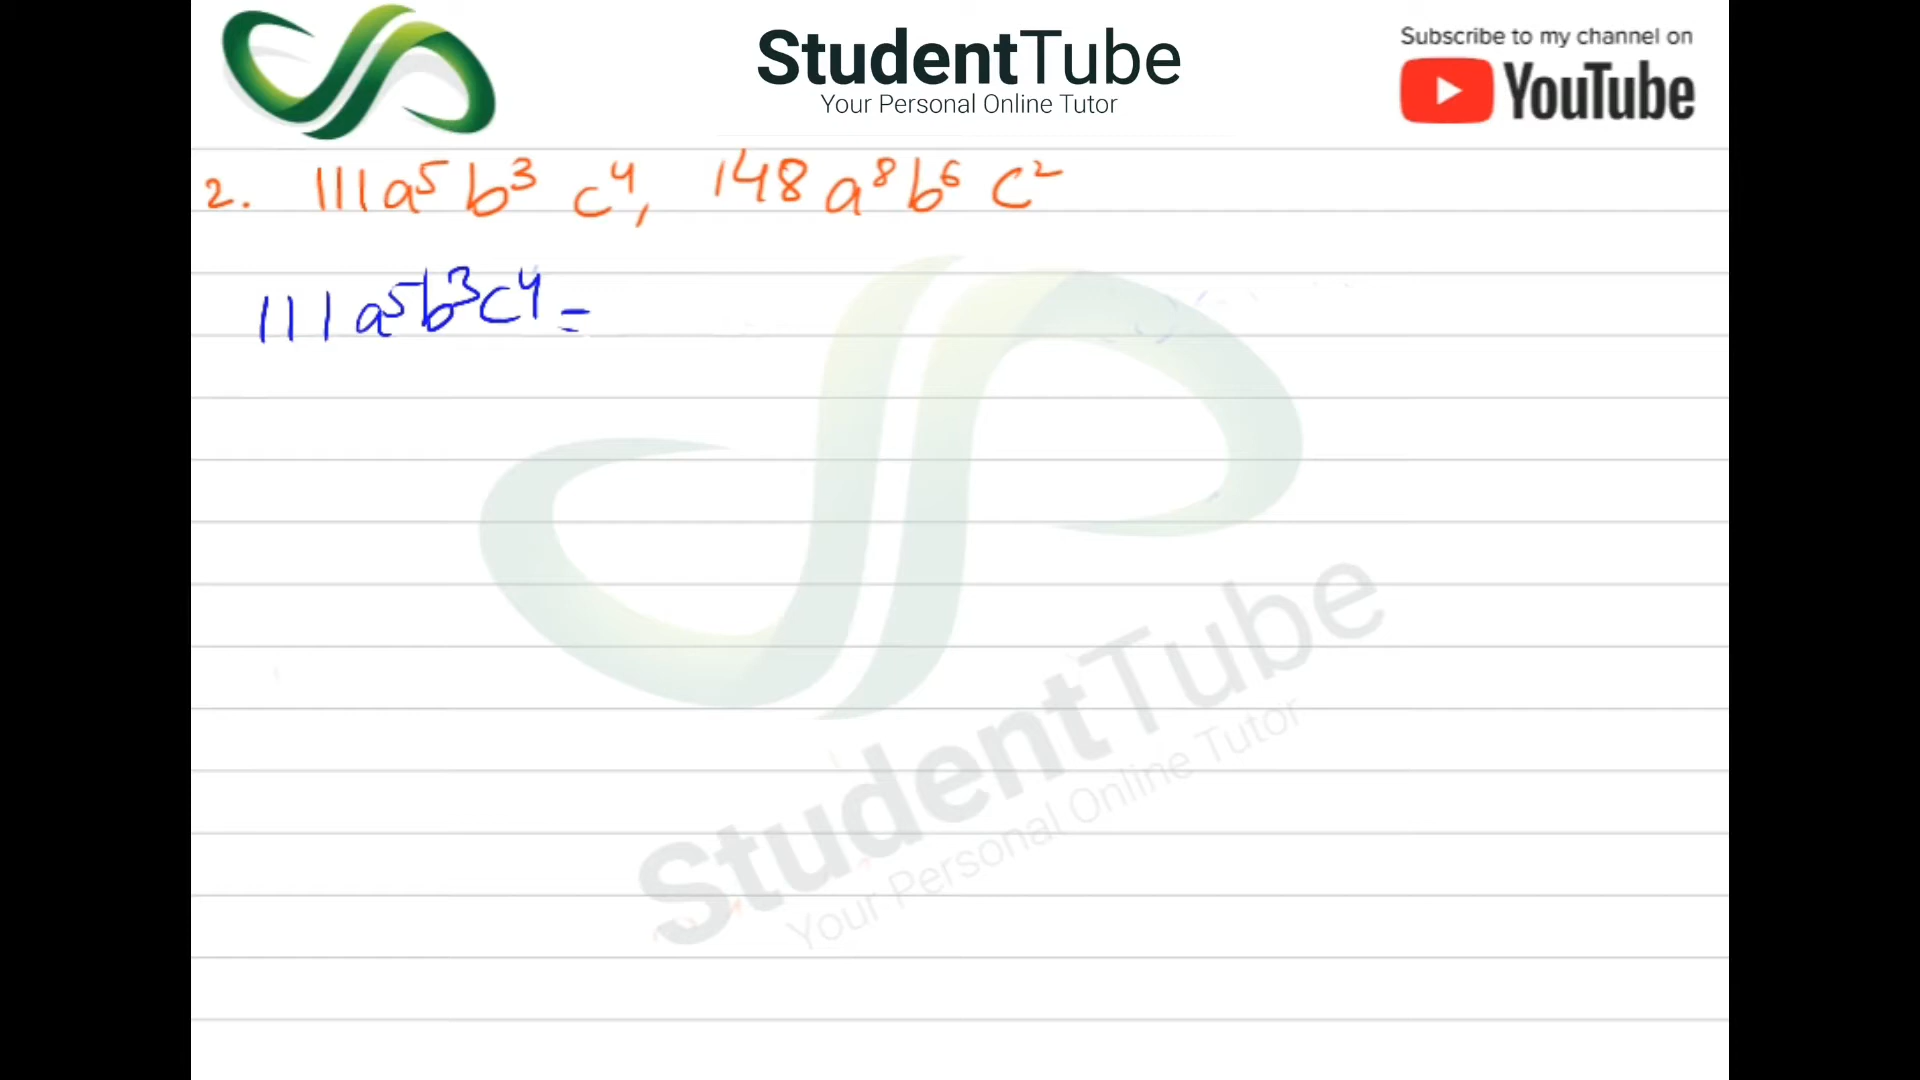 StudentTube
Your Personal Online Tutor
Subscribe to my channel on
YouTube
2. 111a⁵b³c⁴, 148a⁸b⁶c²
111a⁵b³c⁴ =
StudentTube
Your Personal Online Tutor